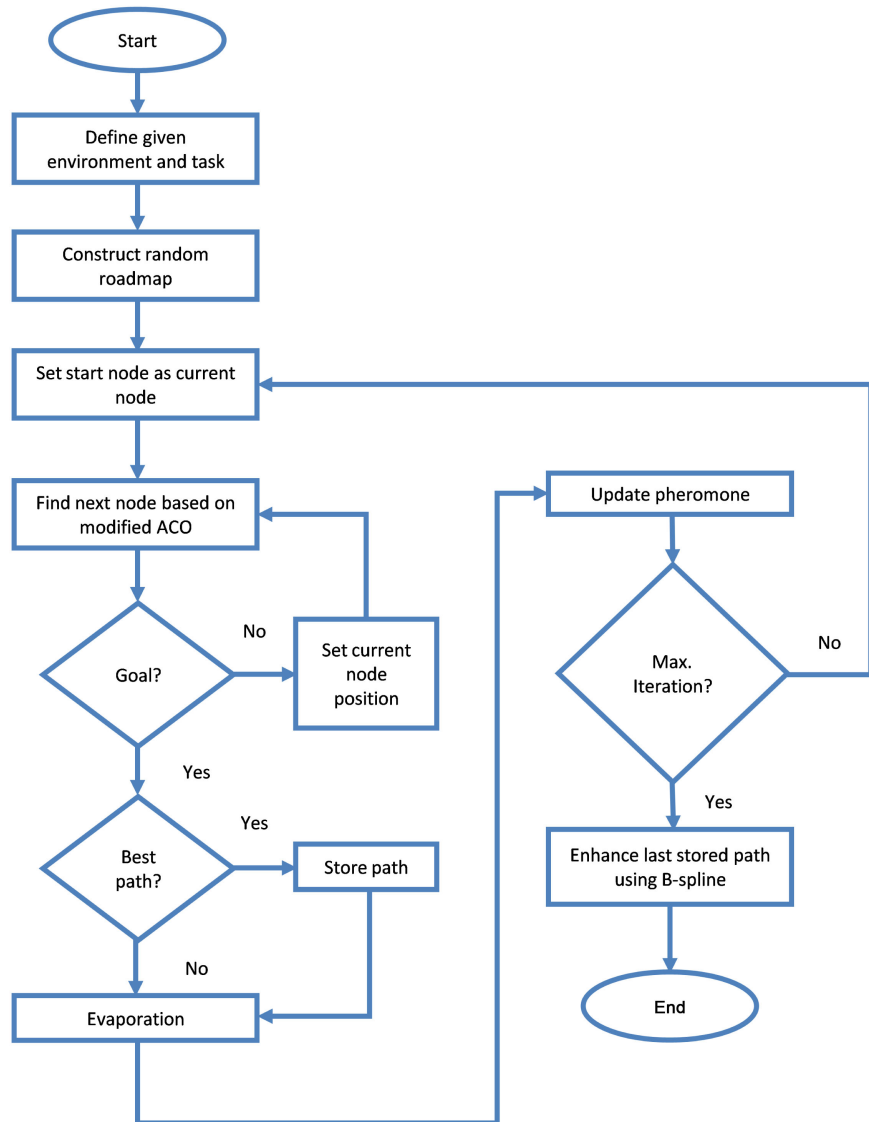 Start
Define given
environment and task
Construct random
roadmap
Set start node as current
node
Find next node based on
modified ACO
Goal?
No
Set current
node
position
Yes
Best
path?
Yes
Store path
No
Evaporation
Update pheromone
Max.
Iteration?
No
Yes
Enhance last stored path
using B-spline
End